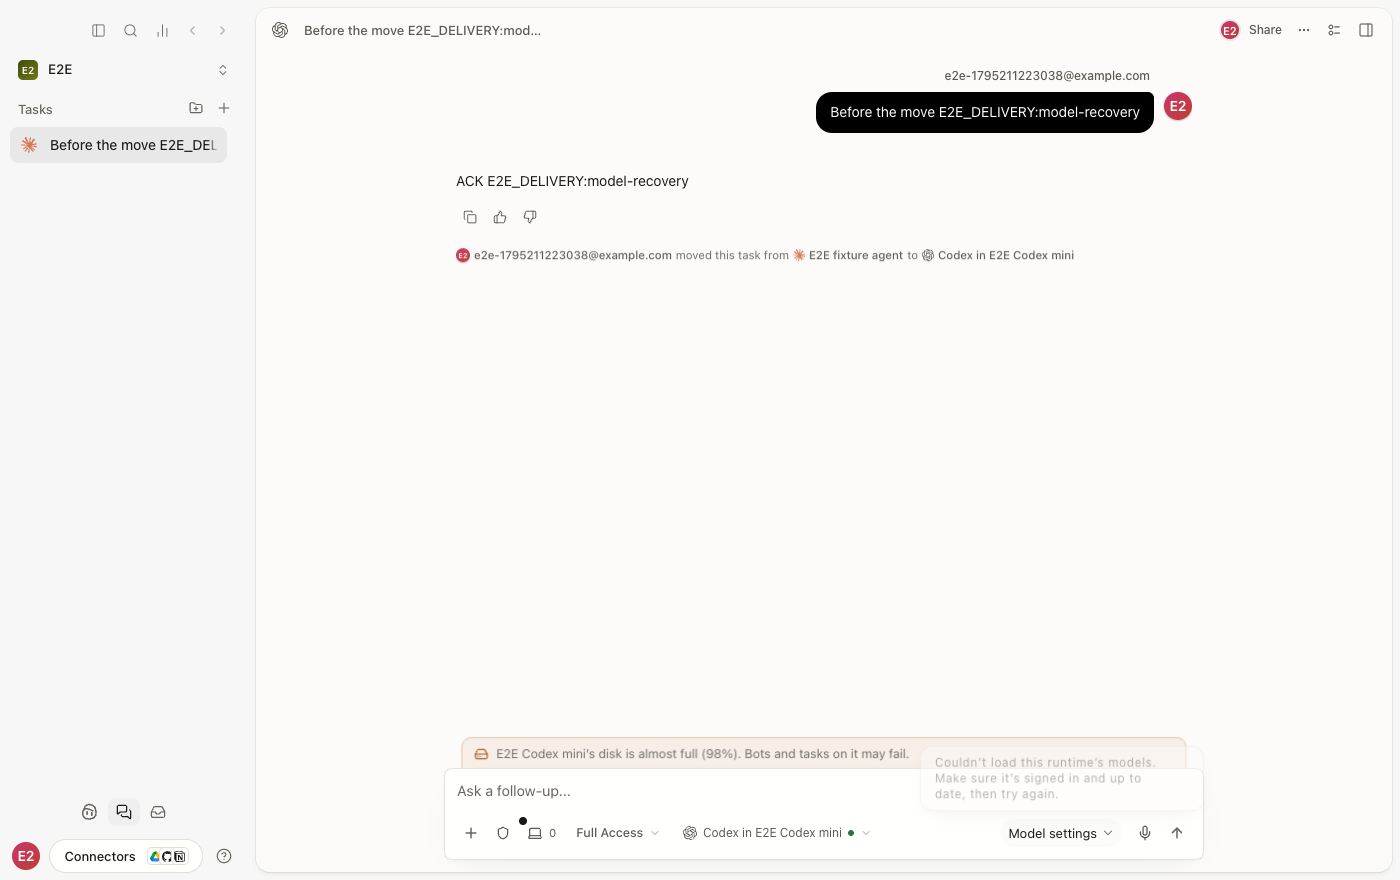 Before the move E2E_DELIVERY:mod...
E2 Share
E2 E2E
Tasks
Before the move E2E_DEL
e2e-1795211223038@example.com
Before the move E2E_DELIVERY:model-recovery
E2
ACK E2E_DELIVERY:model-recovery
E2 e2e-1795211223038@example.com moved this task from E2E fixture agent to Codex in E2E Codex mini
E2E Codex mini's disk is almost full (98%). Bots and tasks on it may fail.
Couldn't load this runtime's models.
Make sure it's signed in and up to
date, then try again.
Ask a follow-up...
0 Full Access Codex in E2E Codex mini Model settings
E2 Connectors